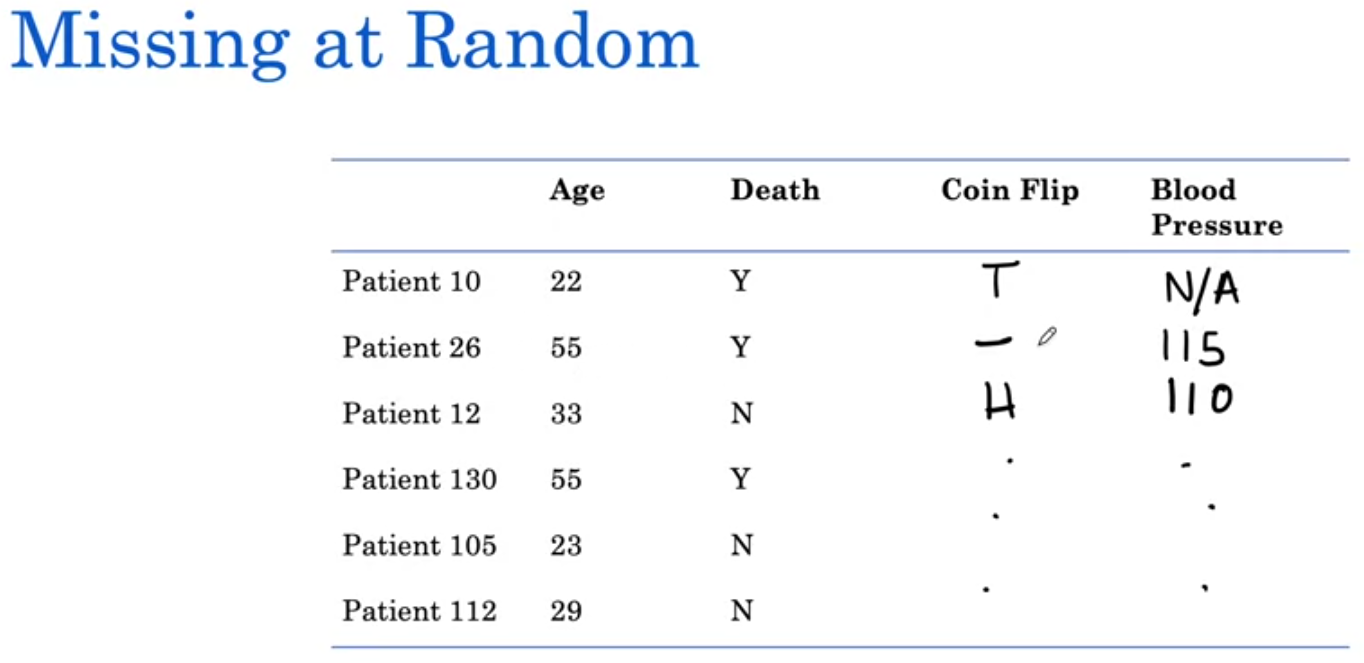 Missing at Random
Age Death Coin Flip Blood
Pressure
Patient 10 22 Y T N/A
Patient 26 55 Y – 115
Patient 12 33 N H 110
Patient 130 55 Y
Patient 105 23 N
Patient 112 29 N